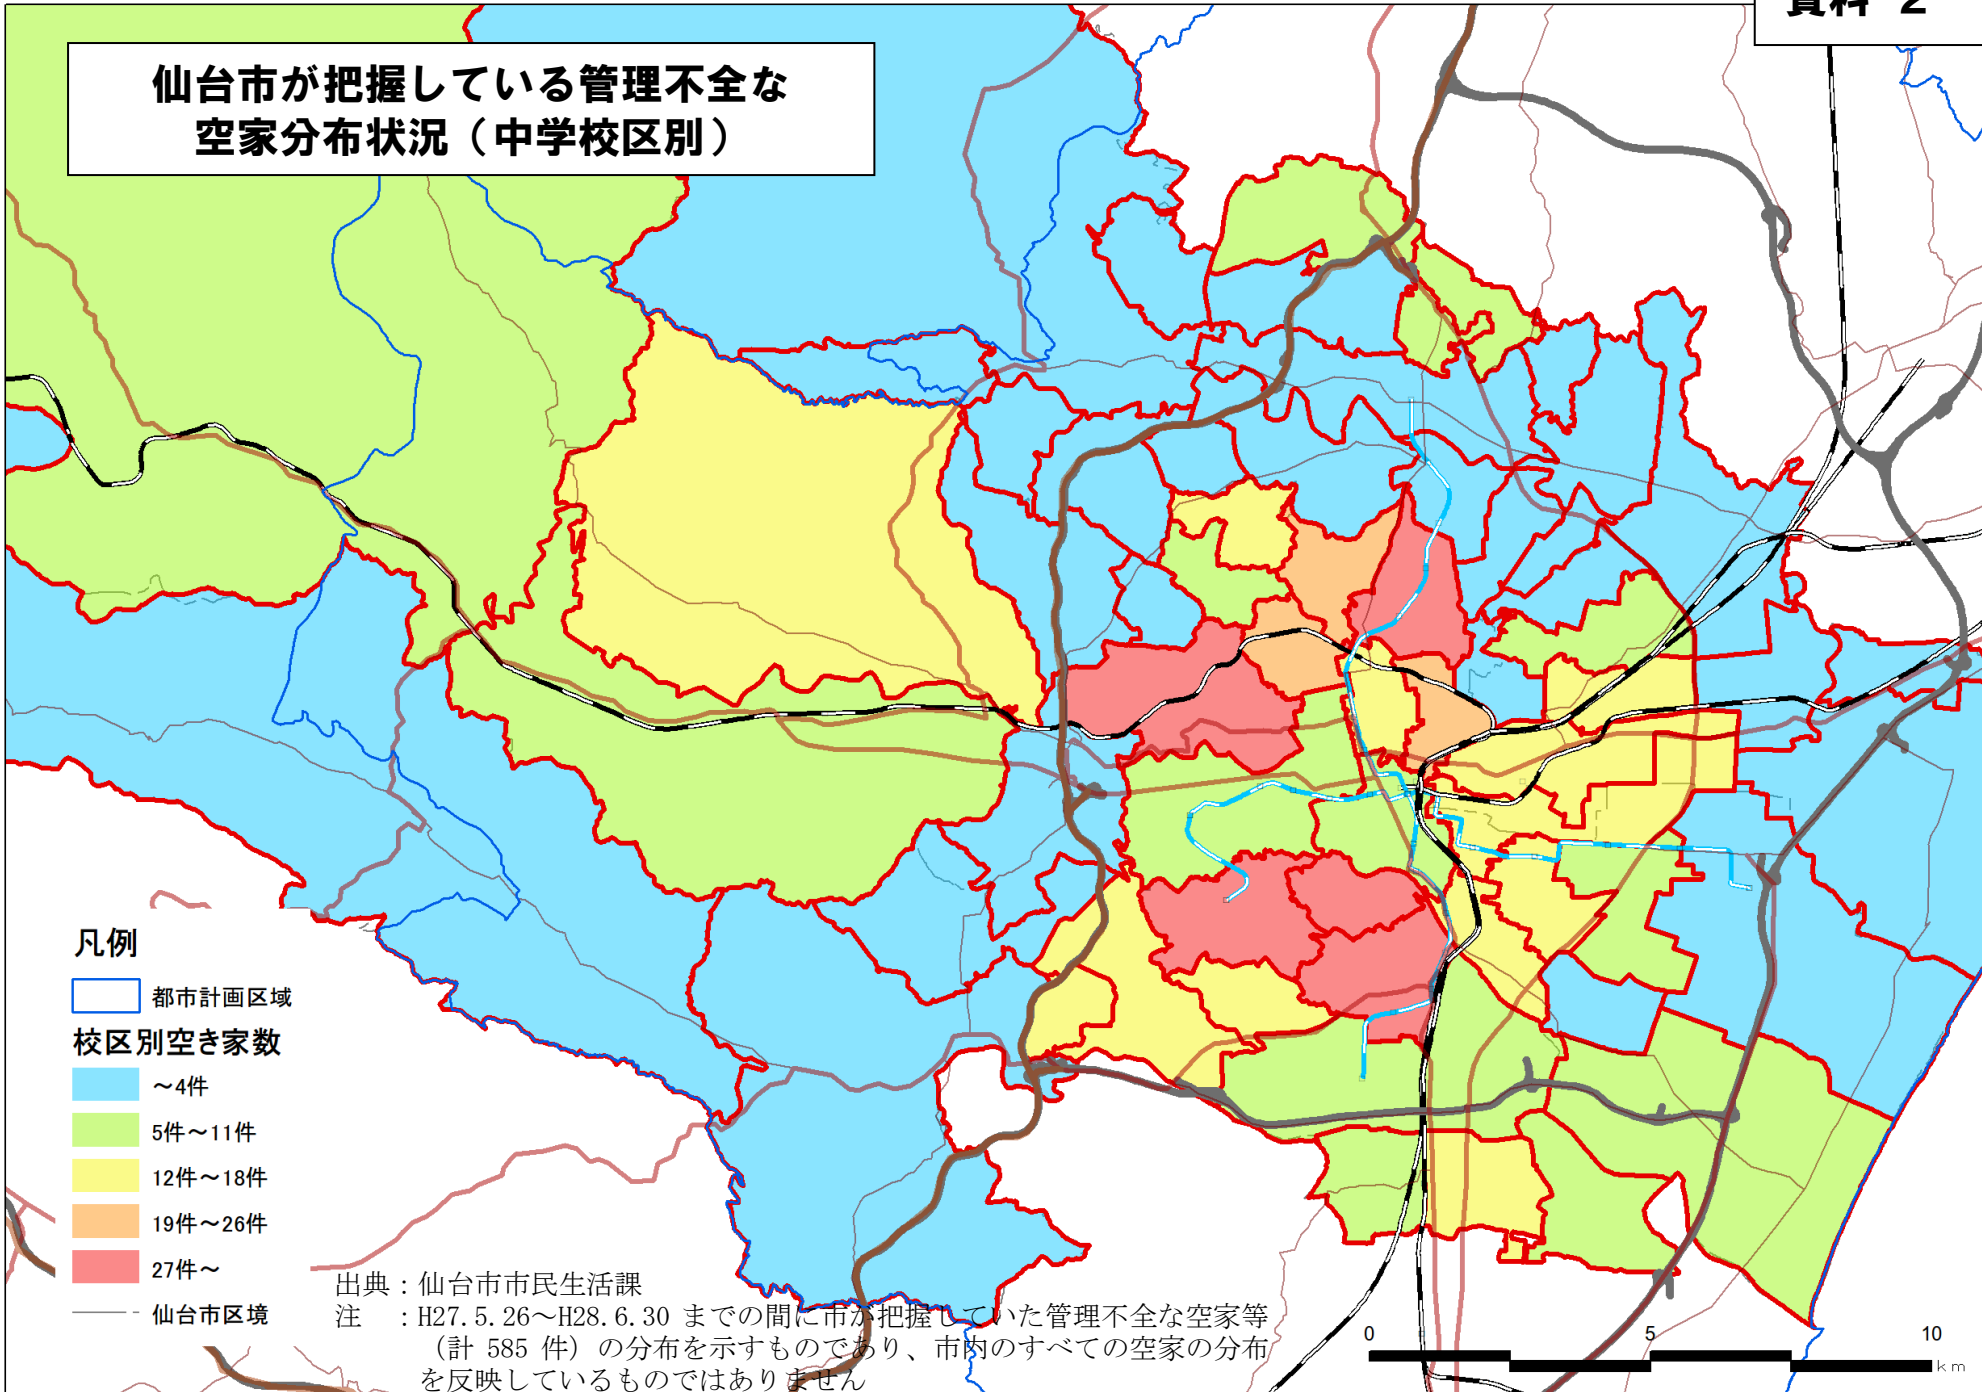 資料 2
仙台市が把握している管理不全な
空家分布状況（中学校区別）
凡例
都市計画区域
校区別空き家数
～4件
5件～11件
12件～18件
19件～26件
27件～
仙台市区境
出典：仙台市市民生活課
注　：H27.5.26～H28.6.30 までの間に市が把握していた管理不全な空家等
（計 585 件）の分布を示すものであり、市内のすべての空家の分布
を反映しているものではありません
0 5 10
km